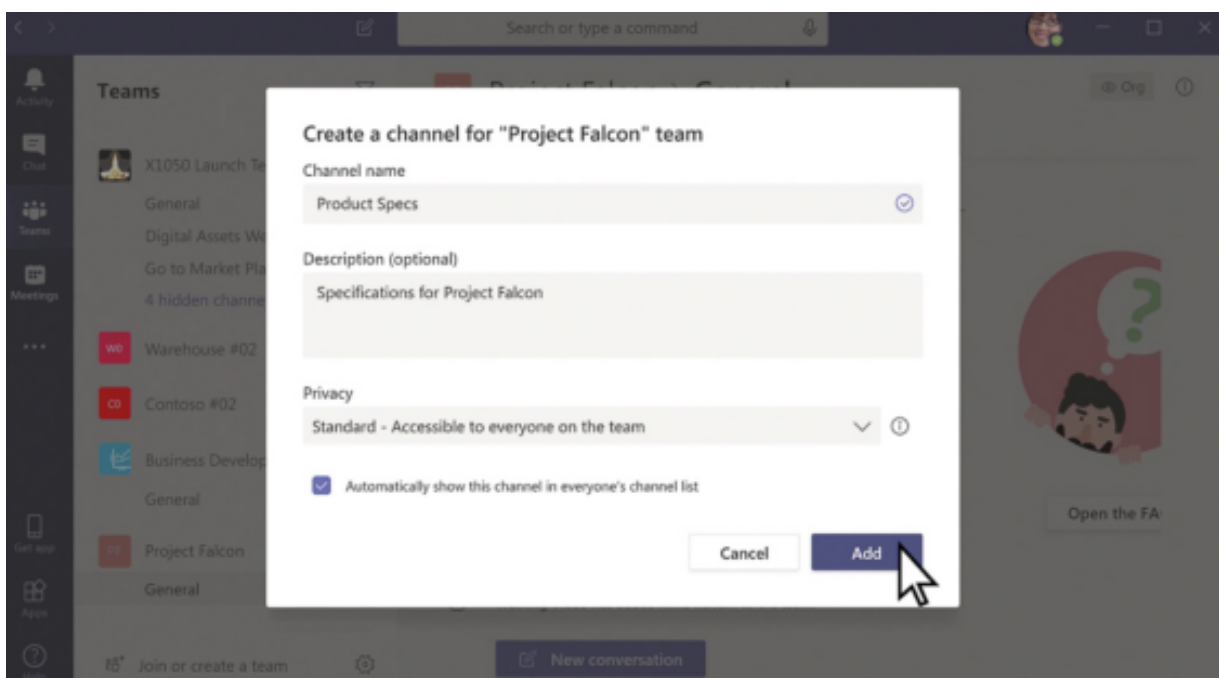 Search or type a command
Activity
Teams
Org
Create a channel for "Project Falcon" team
Channel name
Chat
X1050 Launch Te
Product Specs
General
Teams
Digital Assets We
Description (optional)
Go to Market Pla
Specifications for Project Falcon
Meetings
4 hidden channe
WO
Warehouse #02
Privacy
CO
Contoso #02
Standard - Accessible to everyone on the team
Business Develop
Automatically show this channel in everyone's channel list
General
Open the FA
Get app
PF
Project Falcon
Cancel
Add
General
Apps
Join or create a team
New conversation
Help